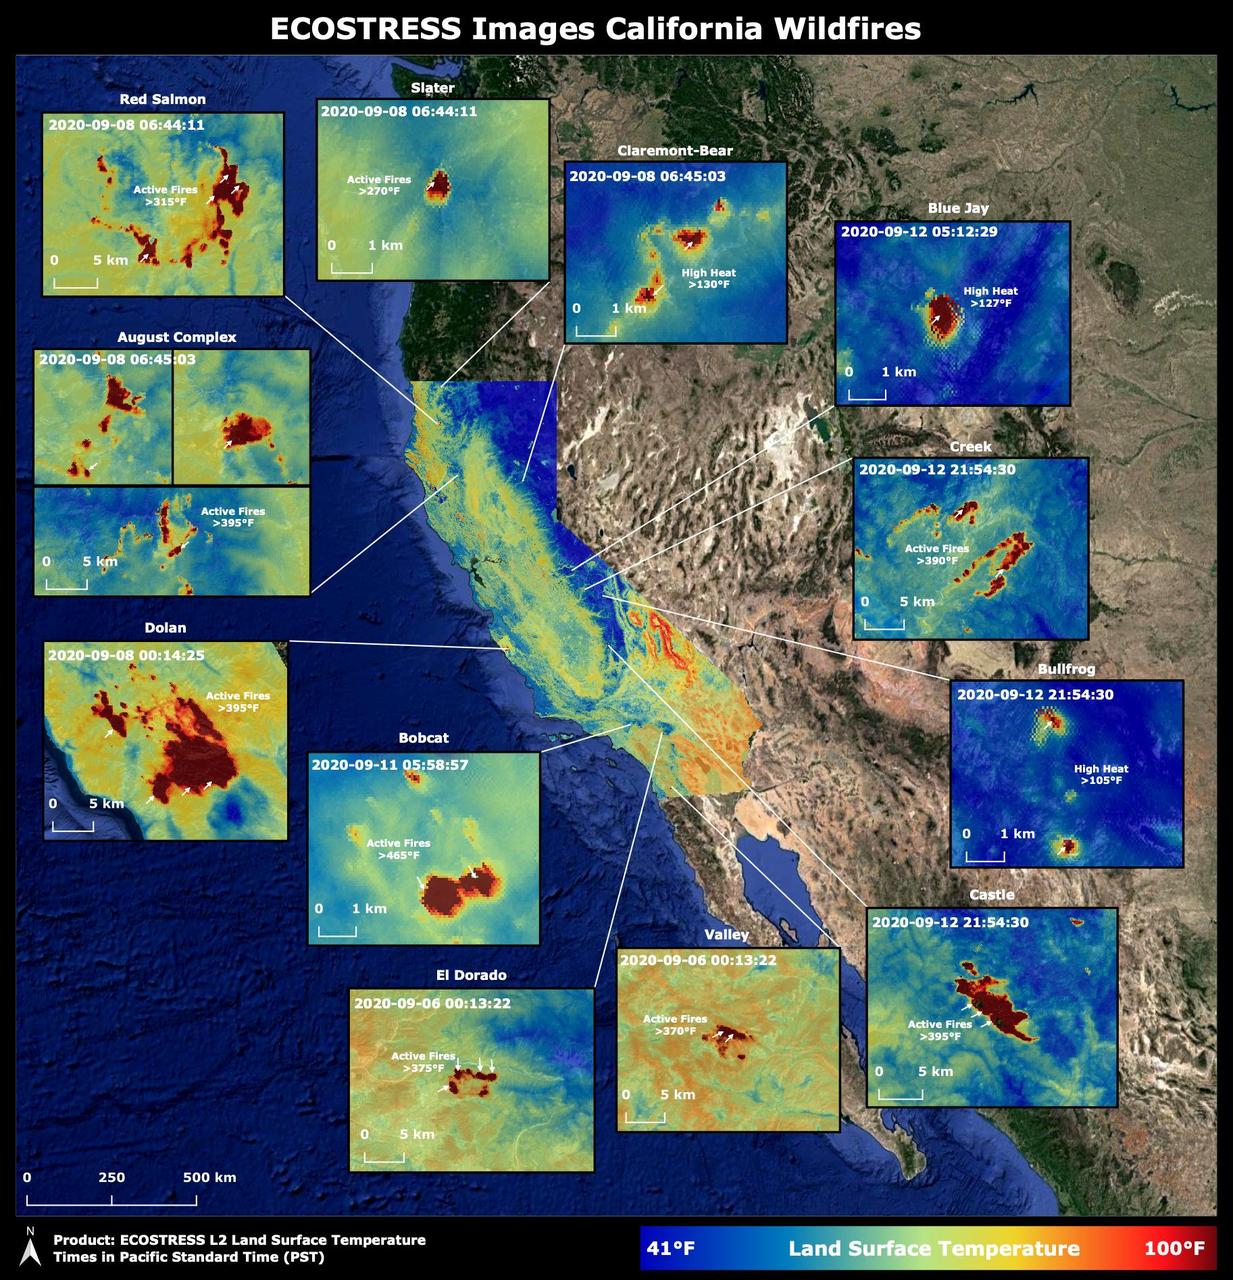 ECOSTRESS Images California Wildfires
Red Salmon
2020-09-08 06:44:11
Active Fires
>315°F
0 5 km
Slater
2020-09-08 06:44:11
Active Fires
>270°F
0 1 km
Claremont-Bear
2020-09-08 06:45:03
High Heat
>130°F
0 1 km
Blue Jay
2020-09-12 05:12:29
High Heat
>127°F
0 1 km
August Complex
2020-09-08 06:45:03
Active Fires
>395°F
0 5 km
Creek
2020-09-12 21:54:30
Active Fires
>390°F
0 5 km
Dolan
2020-09-08 00:14:25
Active Fires
>395°F
0 5 km
Bullfrog
2020-09-12 21:54:30
High Heat
>105°F
0 1 km
Bobcat
2020-09-11 05:58:57
Active Fires
>465°F
0 1 km
Castle
2020-09-12 21:54:30
Active Fires
>395°F
0 5 km
Valley
2020-09-06 00:13:22
Active Fires
>370°F
0 5 km
El Dorado
2020-09-06 00:13:22
Active Fires
>375°F
0 5 km
0 250 500 km
N
Product: ECOSTRESS L2 Land Surface Temperature
Times in Pacific Standard Time (PST)
41°F Land Surface Temperature 100°F